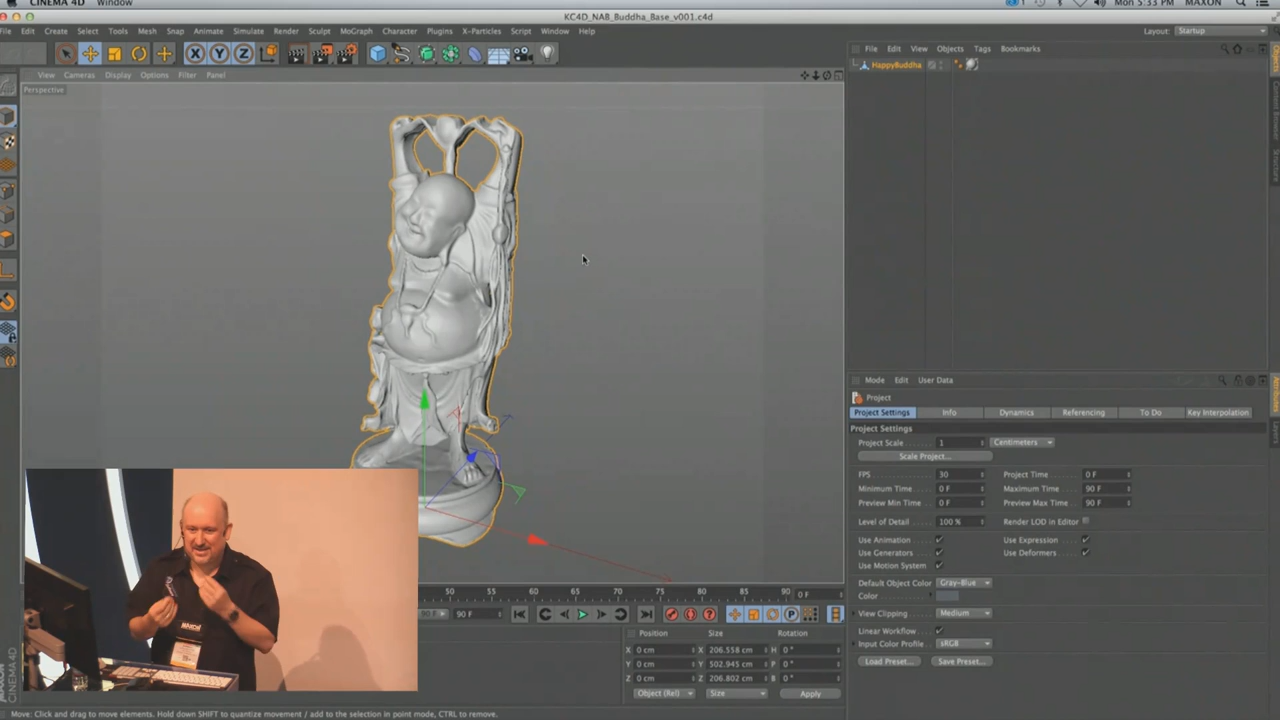 CINEMA 4D Window
Mon 5:33 PM MAXON
KC4D_NAB_Buddha_Base_v001.c4d
File Edit Create Select Tools Mesh Snap Animate Simulate Render Sculpt MoGraph Character Plugins X-Particles Script Window Help
Layout: Startup
X Y Z
File Edit View Objects Tags Bookmarks
HappyBuddha
View Cameras Display Options Filter Panel
Perspective
Mode Edit User Data
Project
Project Settings Info Dynamics Referencing To Do Key Interpolation
Project Settings
Project Scale 1 Centimeters
Scale Project...
FPS 30 Project Time 0 F
Minimum Time 0 F Maximum Time 90 F
Preview Min Time 0 F Preview Max Time 90 F
Level of Detail 100 % Render LOD in Editor
Use Animation Use Expression
Use Generators Use Deformers
Use Motion System
Default Object Color Gray-Blue
Color
View Clipping Medium
Linear Workflow
Input Color Profile sRGB
Load Preset... Save Preset...
50 55 60 65 70 75 80 85 90 0 F
90 F 90 F
Position Size Rotation
X 0 cm X 206.558 cm H 0 °
Y 0 cm Y 502.945 cm P 0 °
Z 0 cm Z 206.802 cm B 0 °
Object (Rel) Size Apply
MAXON
MAXON CINEMA 4D
Move: Click and drag to move elements. Hold down SHIFT to quantize movement / add to the selection in point mode, CTRL to remove.